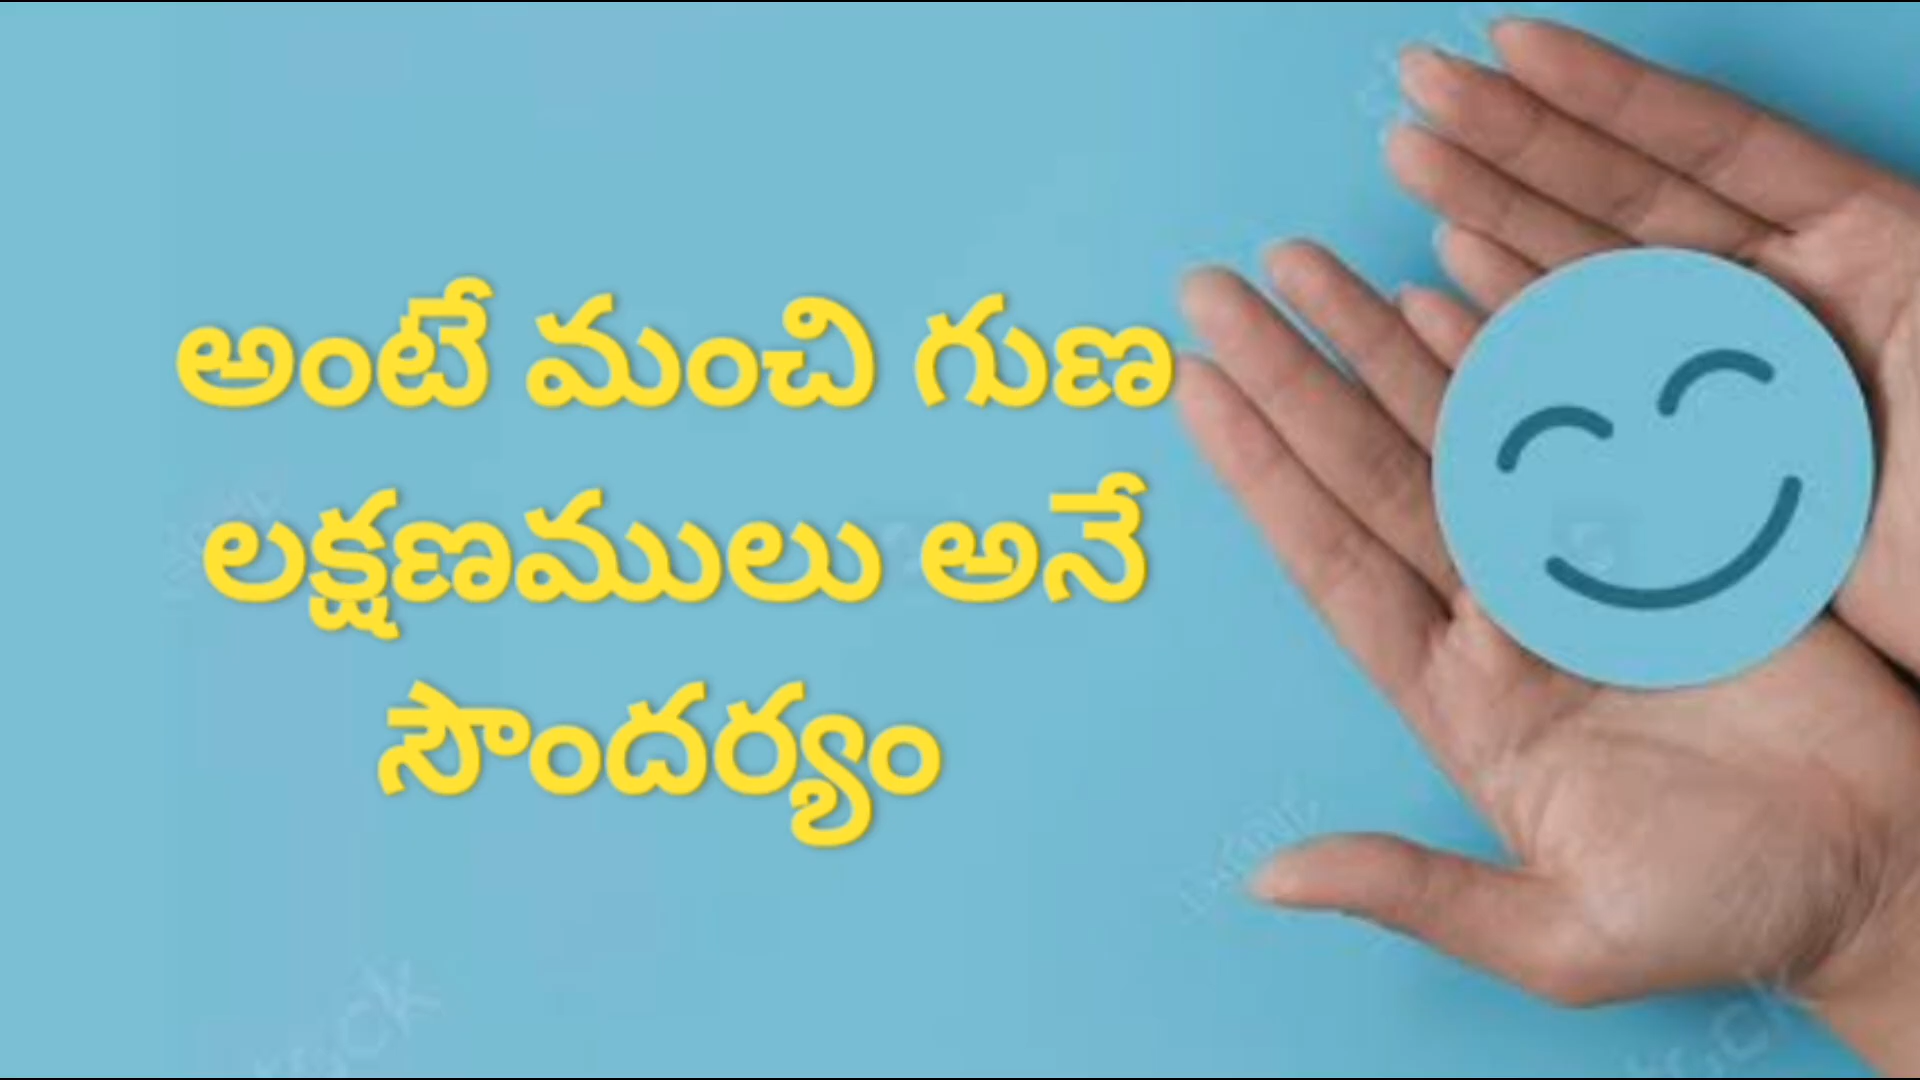 అంటే మంచి గుణ
లక్షణములు అనే
సౌందర్యం